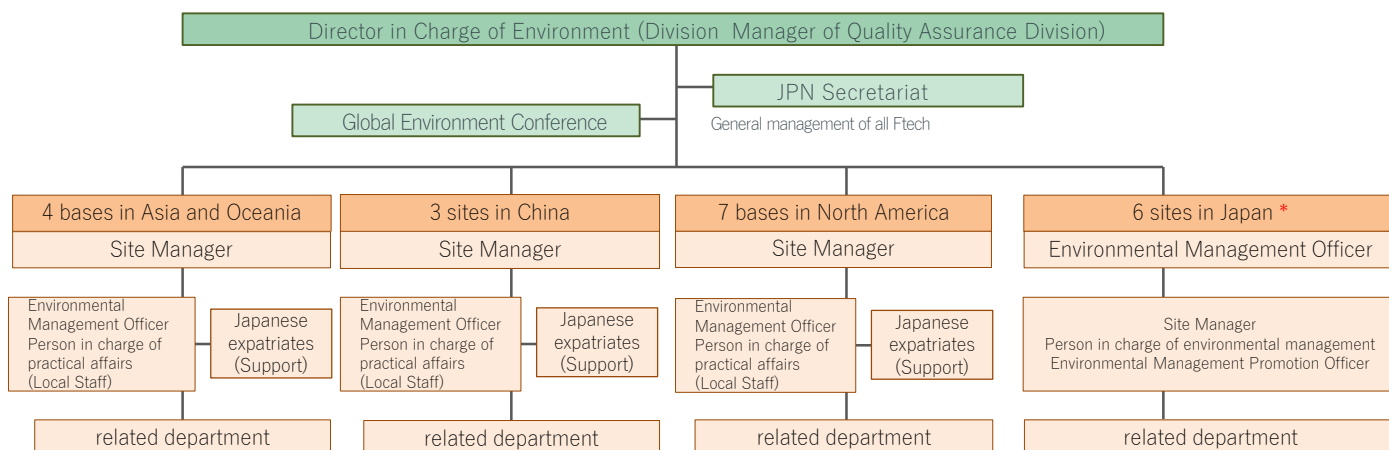 Director in Charge of Environment (Division Manager of Quality Assurance Division)
JPN Secretariat
Global Environment Conference
General management of all Ftech
4 bases in Asia and Oceania
Site Manager
Environmental
Management Officer
Person in charge of
practical affairs
(Local Staff)
Japanese
expatriates
(Support)
related department
3 sites in China
Site Manager
Environmental
Management Officer
Person in charge of
practical affairs
(Local Staff)
Japanese
expatriates
(Support)
related department
7 bases in North America
Site Manager
Environmental
Management Officer
Person in charge of
practical affairs
(Local Staff)
Japanese
expatriates
(Support)
related department
6 sites in Japan *
Environmental Management Officer
Site Manager
Person in charge of environmental management
Environmental Management Promotion Officer
related department